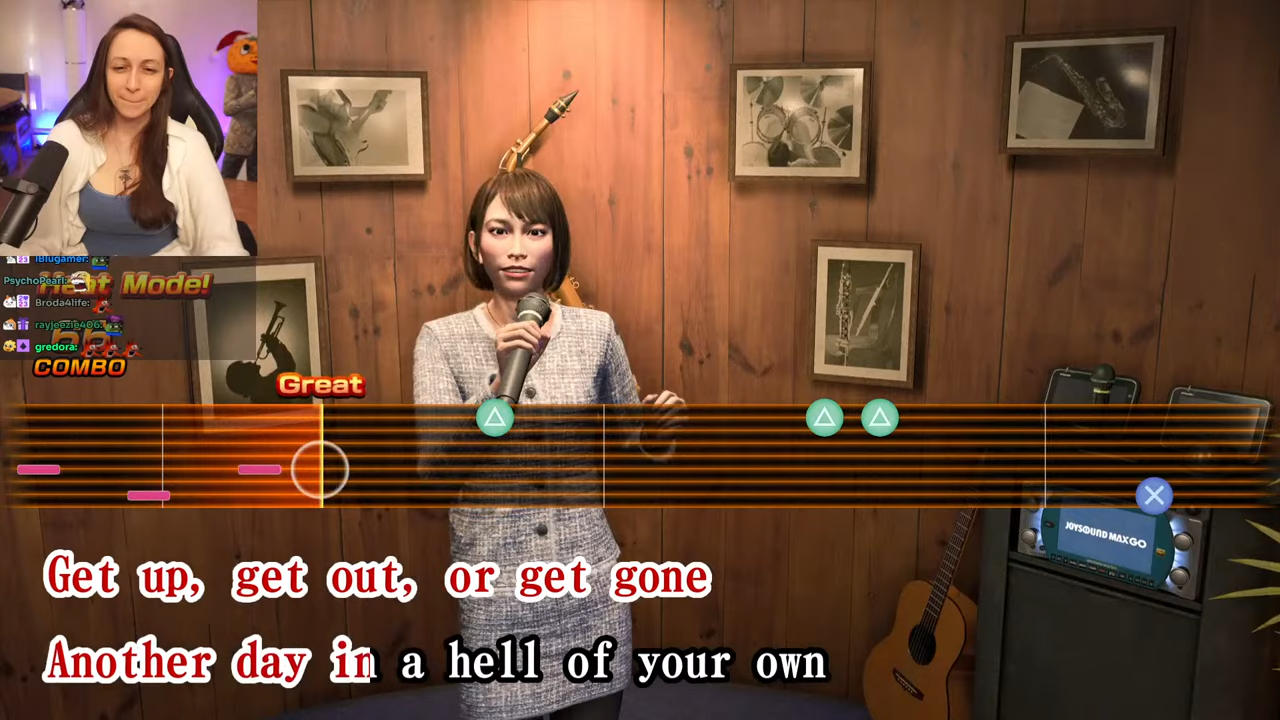 1Blugamer:
PsychoPearl:
Heat Mode!
Broda4life:
rayjeezie406:
gredora:
COMBO
Great
JOYSOUND MAX GO
Get up, get out, or get gone
Another day in a hell of your own